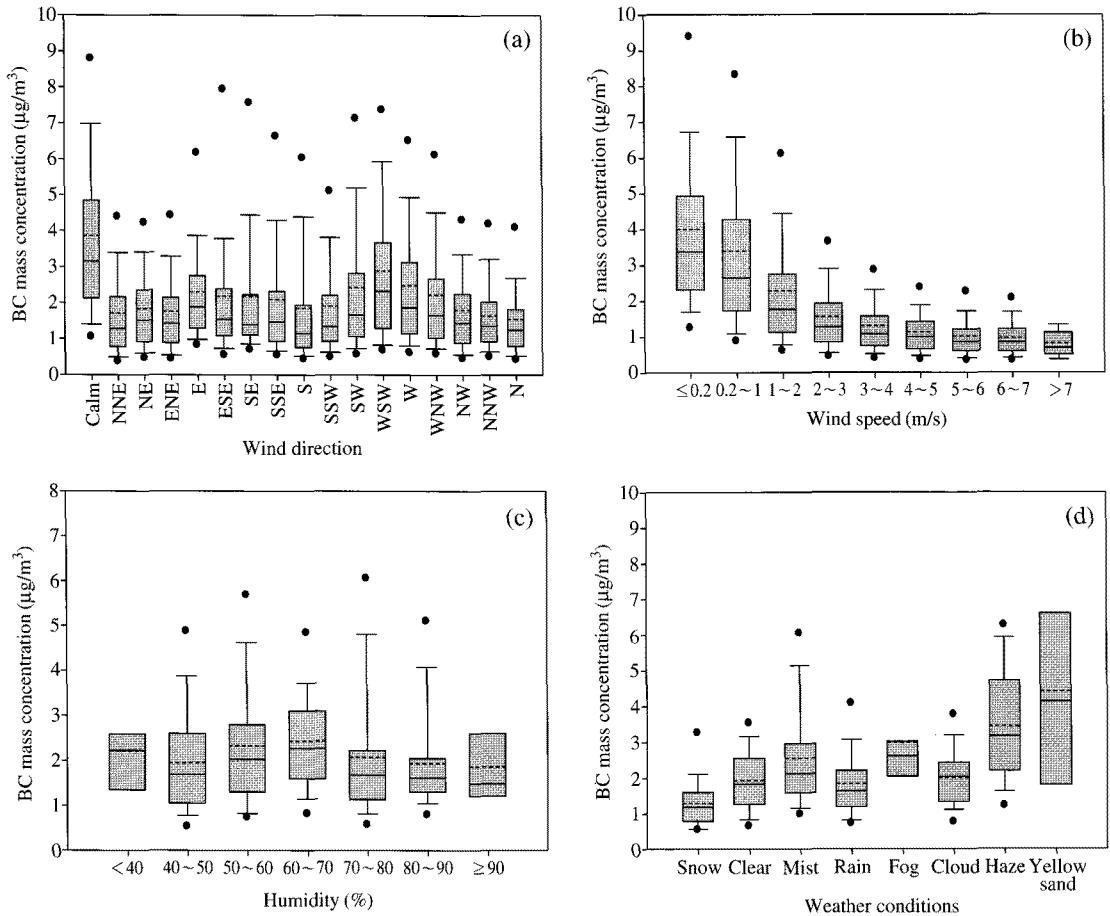 (a)
BC mass concentration (μg/m³)
10
9
8
7
6
5
4
3
2
1
0
Calm
NNE
NE
ENE
E
ESE
SE
SSE
S
SSW
SW
WSW
W
WNW
NW
NNW
N
Wind direction
(b)
BC mass concentration (μg/m³)
10
9
8
7
6
5
4
3
2
1
0
≤0.2 0.2~1 1~2 2~3 3~4 4~5 5~6 6~7 >7
Wind speed (m/s)
(c)
BC mass concentration (μg/m³)
8
7
6
5
4
3
2
1
0
<40 40~50 50~60 60~70 70~80 80~90 ≥90
Humidity (%)
(d)
BC mass concentration (μg/m³)
10
9
8
7
6
5
4
3
2
1
0
Snow Clear Mist Rain Fog Cloud Haze Yellow
sand
Weather conditions